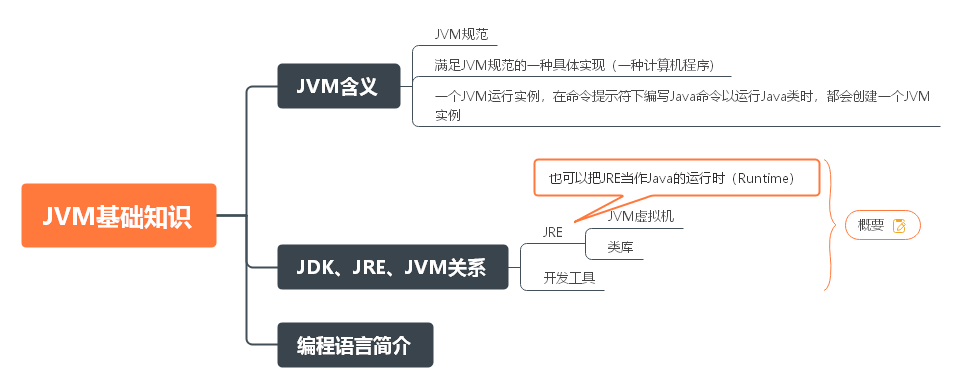 JVM基础知识
JVM含义
JVM规范
满足JVM规范的一种具体实现（一种计算机程序）
一个JVM运行实例，在命令提示符下编写Java命令以运行Java类时，都会创建一个JVM
实例
JDK、JRE、JVM关系
也可以把JRE当作Java的运行时（Runtime）
JRE
JVM虚拟机
类库
开发工具
概要
编程语言简介